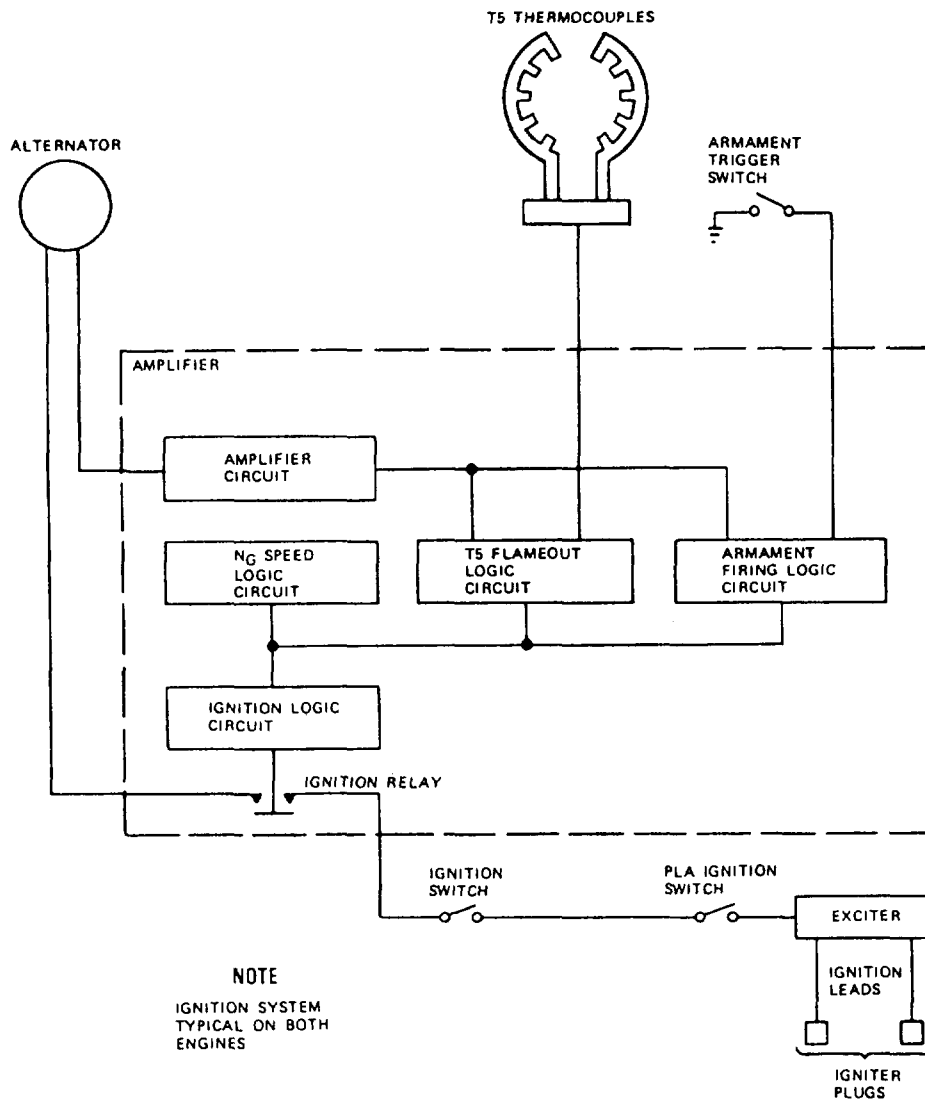 T5 THERMOCOUPLES
ALTERNATOR
ARMAMENT
TRIGGER
SWITCH
AMPLIFIER
AMPLIFIER
CIRCUIT
NG SPEED
LOGIC
CIRCUIT
T5 FLAMEOUT
LOGIC
CIRCUIT
ARMAMENT
FIRING LOGIC
CIRCUIT
IGNITION LOGIC
CIRCUIT
IGNITION RELAY
IGNITION
SWITCH
PLA IGNITION
SWITCH
EXCITER
IGNITION
LEADS
NOTE
IGNITION SYSTEM
TYPICAL ON BOTH
ENGINES
IGNITER
PLUGS